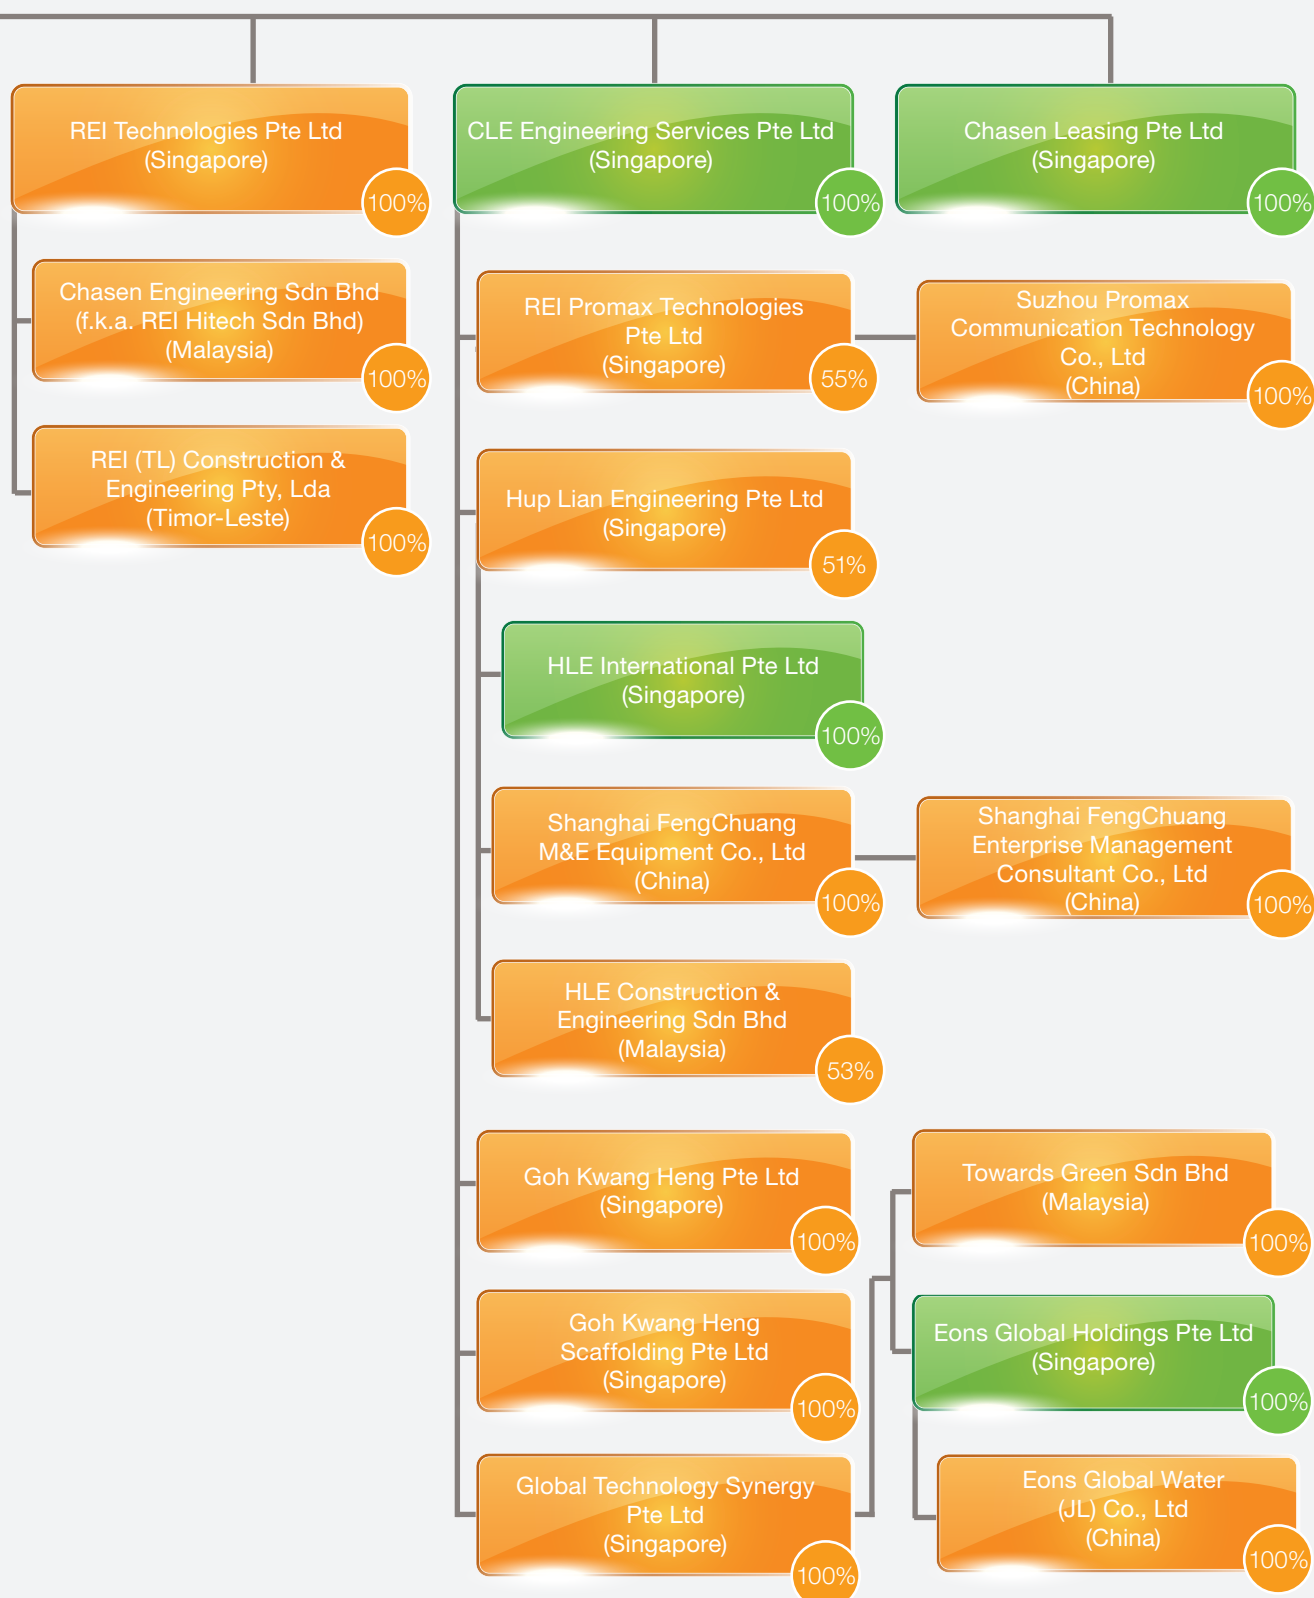 REI Technologies Pte Ltd
(Singapore)
100%
Chasen Engineering Sdn Bhd
(f.k.a. REI Hitech Sdn Bhd)
(Malaysia)
100%
REI (TL) Construction &
Engineering Pty, Lda
(Timor-Leste)
100%
CLE Engineering Services Pte Ltd
(Singapore)
100%
REI Promax Technologies
Pte Ltd
(Singapore)
55%
Suzhou Promax
Communication Technology
Co., Ltd
(China)
100%
Hup Lian Engineering Pte Ltd
(Singapore)
51%
HLE International Pte Ltd
(Singapore)
100%
Shanghai FengChuang
M&E Equipment Co., Ltd
(China)
100%
Shanghai FengChuang
Enterprise Management
Consultant Co., Ltd
(China)
100%
HLE Construction &
Engineering Sdn Bhd
(Malaysia)
53%
Goh Kwang Heng Pte Ltd
(Singapore)
100%
Goh Kwang Heng
Scaffolding Pte Ltd
(Singapore)
100%
Global Technology Synergy
Pte Ltd
(Singapore)
100%
Towards Green Sdn Bhd
(Malaysia)
100%
Eons Global Holdings Pte Ltd
(Singapore)
100%
Eons Global Water
(JL) Co., Ltd
(China)
100%
Chasen Leasing Pte Ltd
(Singapore)
100%